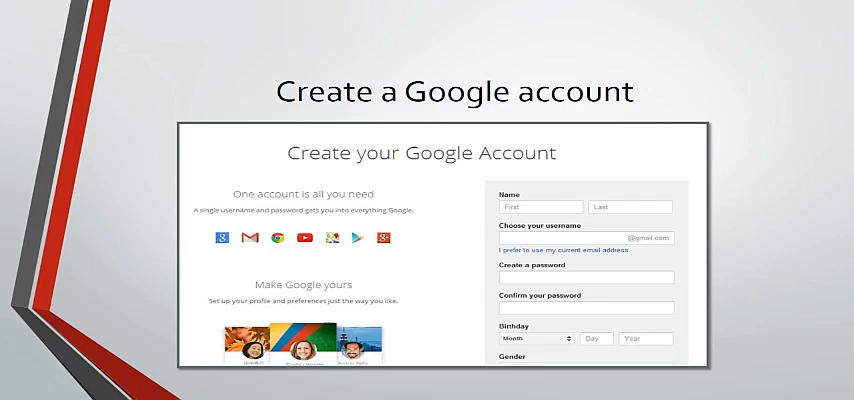 Create a Google account
Create your Google Account
One account is all you need
A single username and password gets you into everything Google.
Make Google yours
Set up your profile and preferences just the way you like.
Name
First Last
Choose your username
@gmail.com
I prefer to use my current email address
Create a password
Confirm your password
Birthday
Month Day Year
Gender